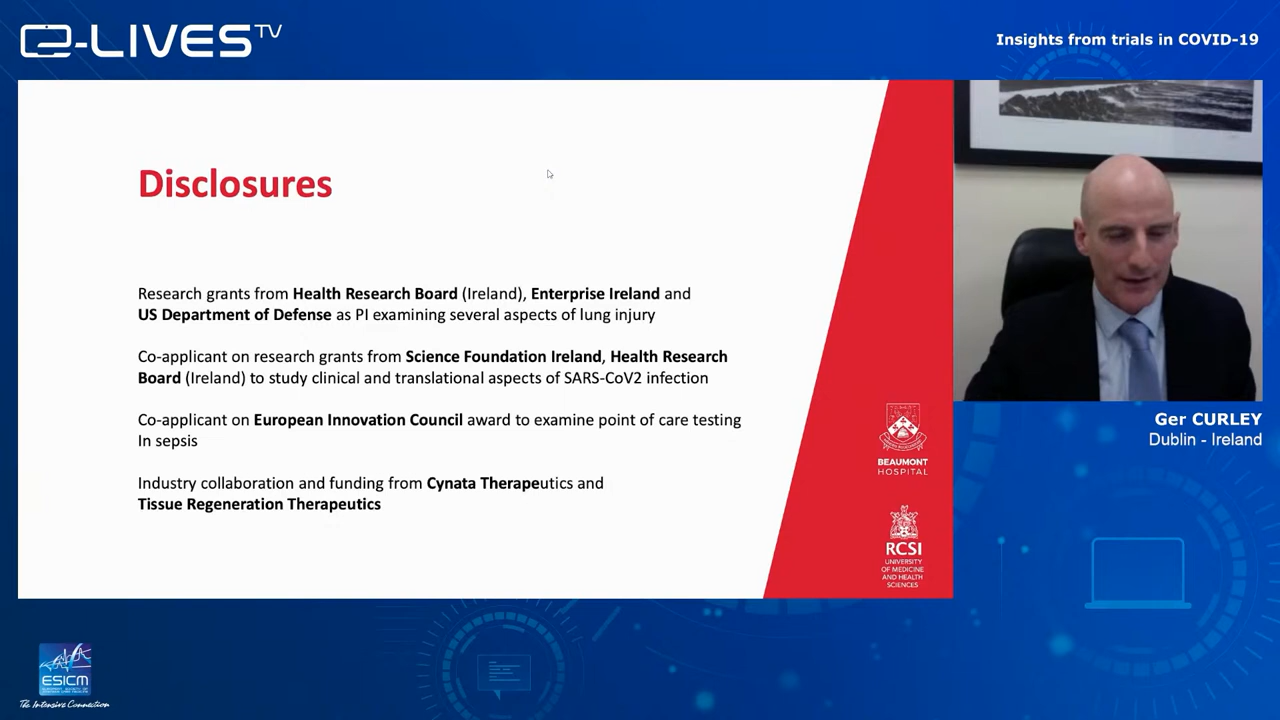 e-LIVES TV
Insights from trials in COVID-19
Disclosures
Research grants from Health Research Board (Ireland), Enterprise Ireland and
US Department of Defense as PI examining several aspects of lung injury
Co-applicant on research grants from Science Foundation Ireland, Health Research
Board (Ireland) to study clinical and translational aspects of SARS-CoV2 infection
Co-applicant on European Innovation Council award to examine point of care testing
In sepsis
Industry collaboration and funding from Cynata Therapeutics and
Tissue Regeneration Therapeutics
BEAUMONT
HOSPITAL
RCSI
UNIVERSITY
OF MEDICINE
AND HEALTH
SCIENCES
Ger CURLEY
Dublin - Ireland
ESICM
The Intensive Connection